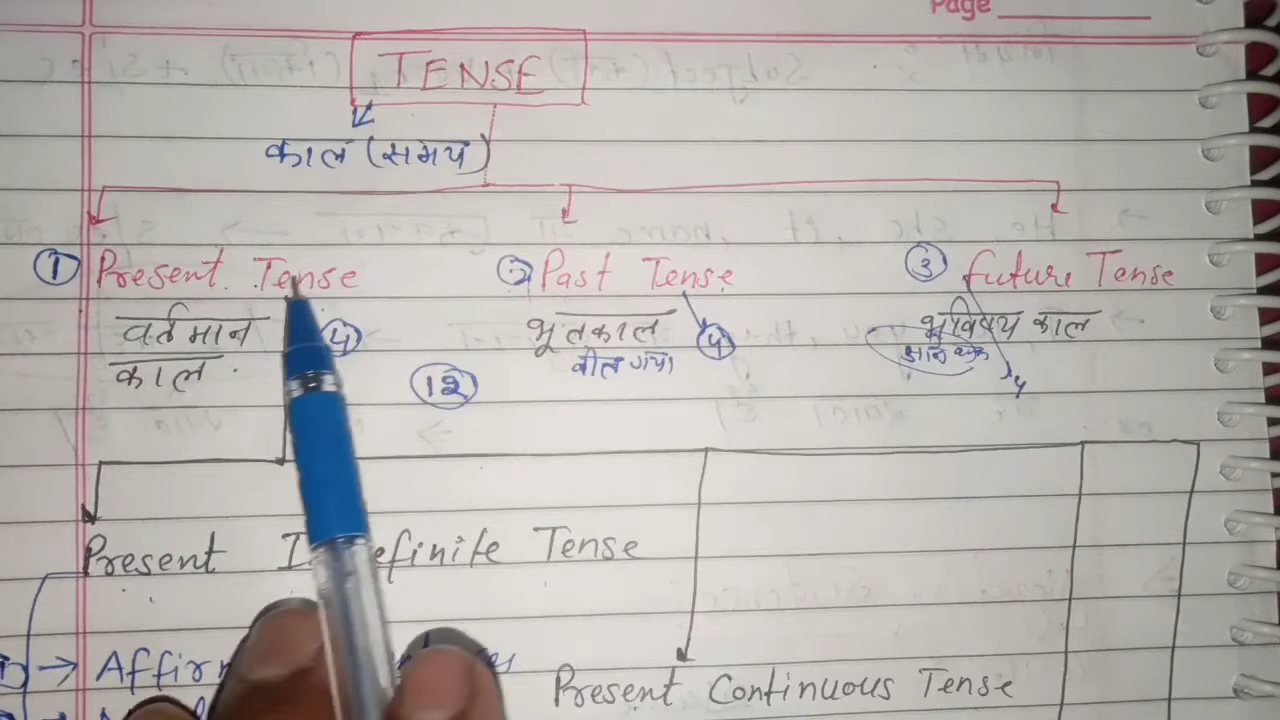 Page
TENSE
काल (समय)
① Present Tense ② Past Tense ③ future Tense
वर्तमान ④ भूतकाल ④ भविष्य काल
काल 12 बीत गया 4
Present Indefinite Tense
Present Continuous Tense